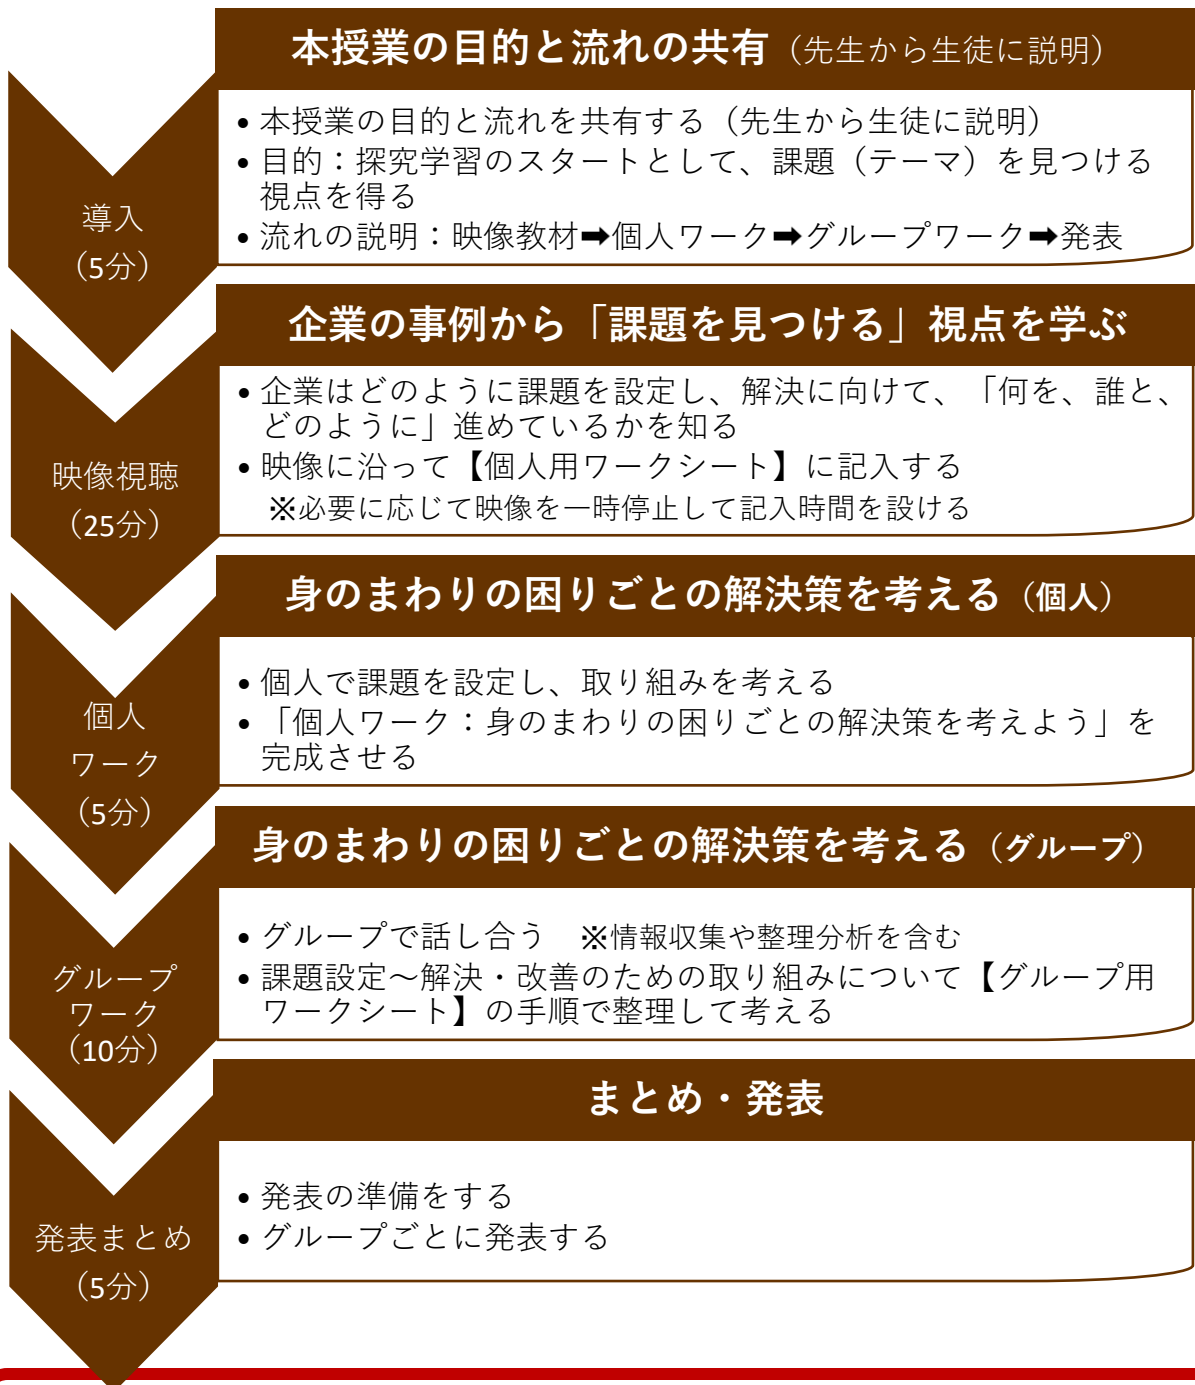 本授業の目的と流れの共有（先生から生徒に説明）
導入
（5分）
• 本授業の目的と流れを共有する（先生から生徒に説明）
• 目的：探究学習のスタートとして、課題（テーマ）を見つける
視点を得る
• 流れの説明：映像教材➡個人ワーク➡グループワーク➡発表
企業の事例から「課題を見つける」視点を学ぶ
映像視聴
（25分）
• 企業はどのように課題を設定し、解決に向けて、「何を、誰と、
どのように」進めているかを知る
• 映像に沿って【個人用ワークシート】に記入する
※必要に応じて映像を一時停止して記入時間を設ける
身のまわりの困りごとの解決策を考える（個人）
個人
ワーク
（5分）
• 個人で課題を設定し、取り組みを考える
• 「個人ワーク：身のまわりの困りごとの解決策を考えよう」を
完成させる
身のまわりの困りごとの解決策を考える（グループ）
グループ
ワーク
（10分）
• グループで話し合う　※情報収集や整理分析を含む
• 課題設定～解決・改善のための取り組みについて【グループ用
ワークシート】の手順で整理して考える
まとめ・発表
発表まとめ
（5分）
• 発表の準備をする
• グループごとに発表する